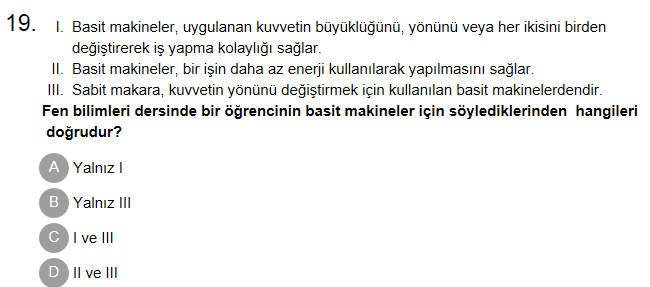 19. I. Basit makineler, uygulanan kuvvetin büyüklüğünü, yönünü veya her ikisini birden
değiştirerek iş yapma kolaylığı sağlar.
II. Basit makineler, bir işin daha az enerji kullanılarak yapılmasını sağlar.
III. Sabit makara, kuvvetin yönünü değiştirmek için kullanılan basit makinelerdendir.
Fen bilimleri dersinde bir öğrencinin basit makineler için söylediklerinden hangileri
doğrudur?
A Yalnız I
B Yalnız III
C I ve III
D II ve III